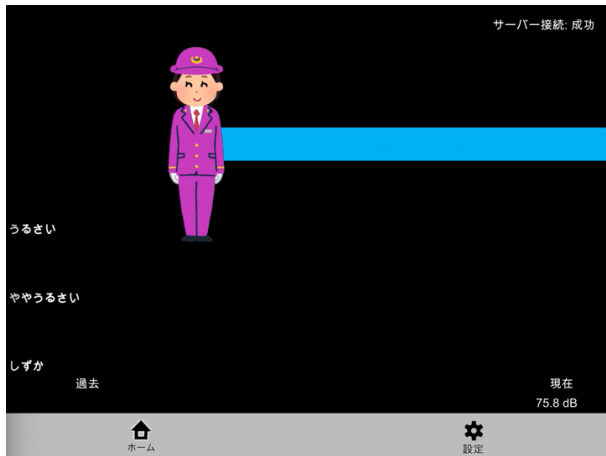 サーバー接続: 成功
うるさい
ややうるさい
しずか
過去
現在
75.8 dB
ホーム
設定